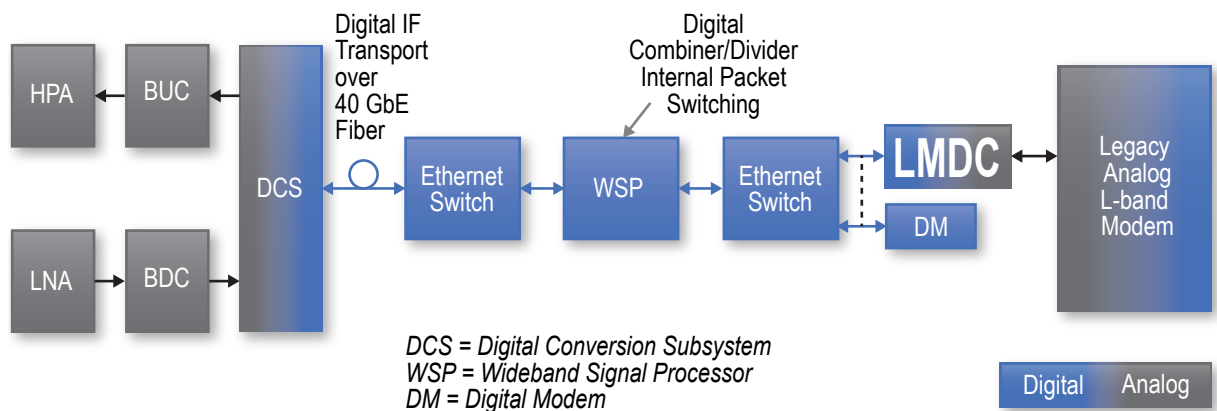 Digital IF
Transport
over
40 GbE
Fiber
Digital
Combiner/Divider
Internal Packet
Switching
HPA
BUC
DCS
Ethernet
Switch
WSP
Ethernet
Switch
LMDC
Legacy
Analog
L-band
Modem
DM
LNA
BDC
DCS = Digital Conversion Subsystem
WSP = Wideband Signal Processor
DM = Digital Modem
Digital Analog